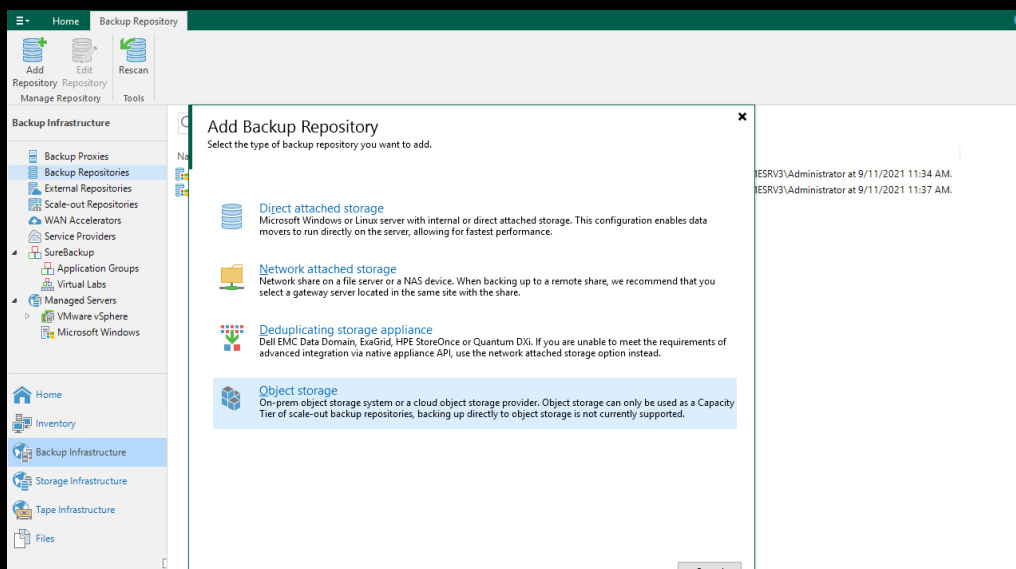 Home
Backup Repository
Add
Repository
Edit
Repository
Rescan
Manage Repository
Tools
Backup Infrastructure
Backup Proxies
Backup Repositories
External Repositories
Scale-out Repositories
WAN Accelerators
Service Providers
SureBackup
Application Groups
Virtual Labs
Managed Servers
VMware vSphere
Microsoft Windows
Home
Inventory
Backup Infrastructure
Storage Infrastructure
Tape Infrastructure
Files
Add Backup Repository
Select the type of backup repository you want to add.
Direct attached storage
Microsoft Windows or Linux server with internal or direct attached storage. This configuration enables data
movers to run directly on the server, allowing for fastest performance.
Network attached storage
Network share on a file server or a NAS device. When backing up to a remote share, we recommend that you
select a gateway server located in the same site with the share.
Deduplicating storage appliance
Dell EMC Data Domain, ExaGrid, HPE StoreOnce or Quantum DXi. If you are unable to meet the requirements of
advanced integration via native appliance API, use the network attached storage option instead.
Object storage
On-prem object storage system or a cloud object storage provider. Object storage can only be used as a Capacity
Tier of scale-out backup repositories, backing up directly to object storage is not currently supported.
\Administrator at 9/11/2021 11:34 AM.
\Administrator at 9/11/2021 11:37 AM.